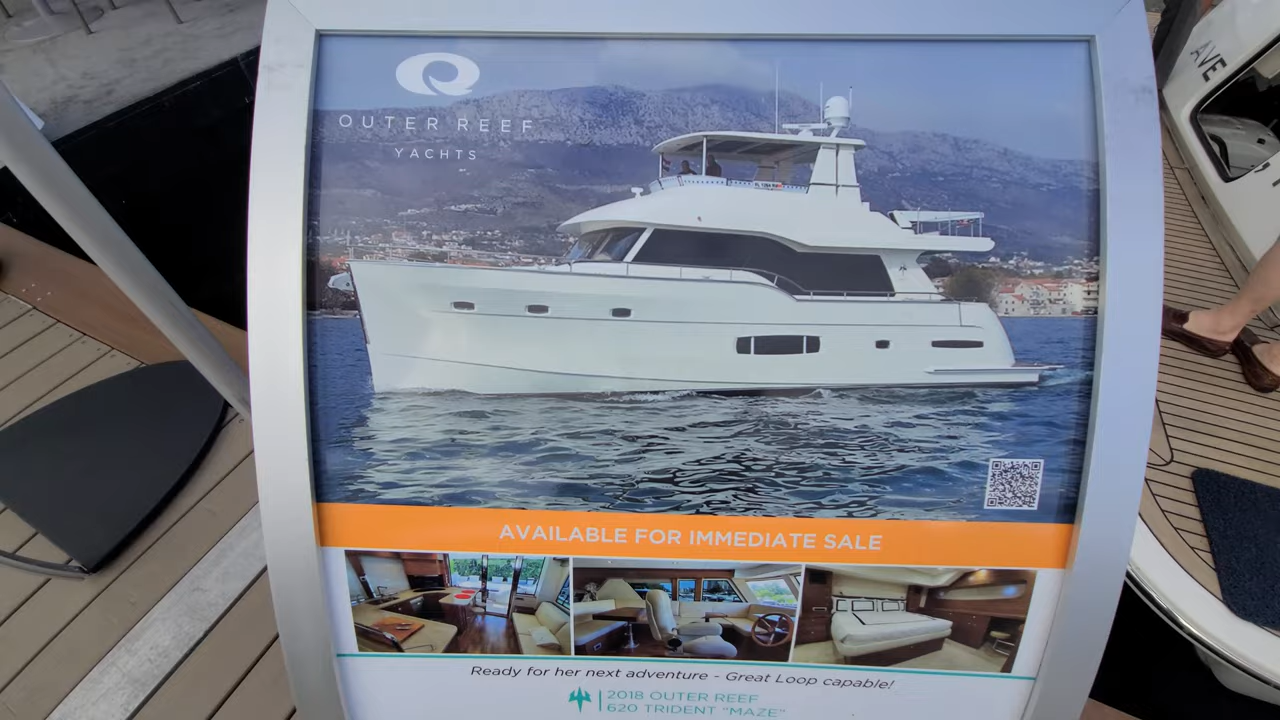 OUTER REEF
YACHTS
AVE
AVAILABLE FOR IMMEDIATE SALE
Ready for her next adventure - Great Loop capable!
2018 OUTER REEF
620 TRIDENT "MAZE"